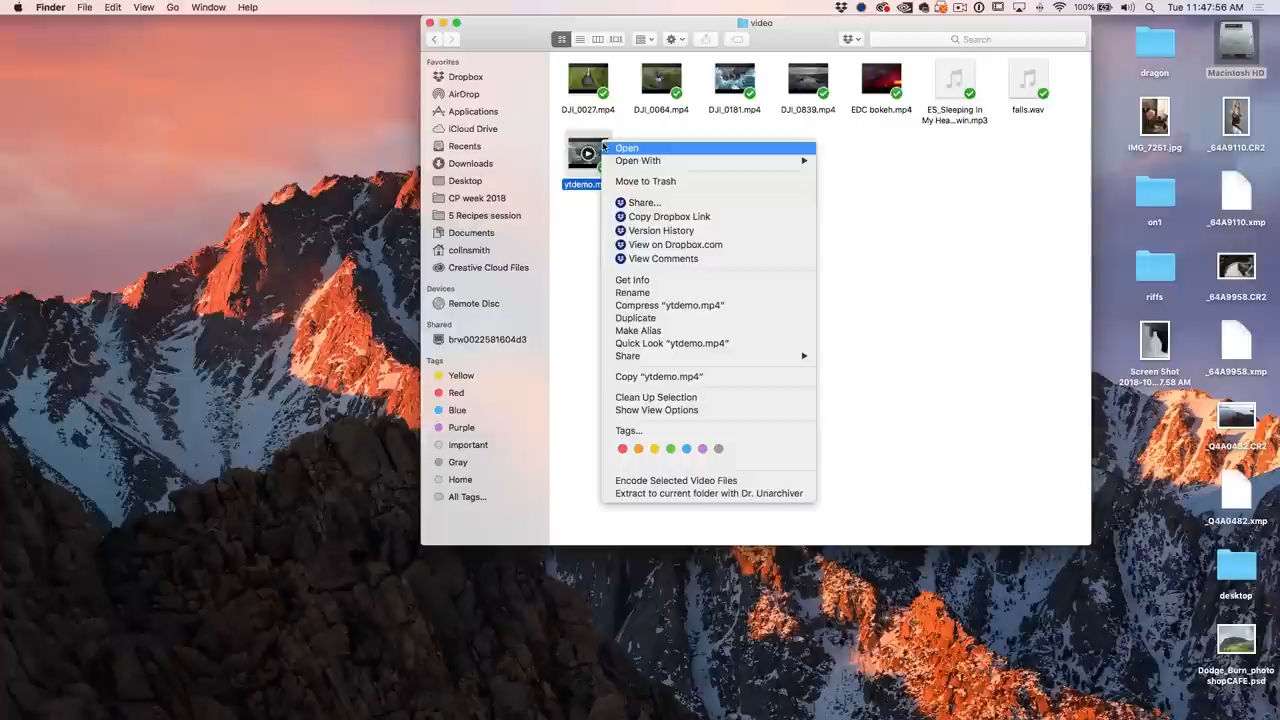 Finder File Edit View Go Window Help
100% Tue 11:47:56 AM
video
Search
Favorites
Dropbox
AirDrop
Applications
iCloud Drive
Recents
Downloads
Desktop
CP week 2018
5 Recipes session
Documents
colinsmith
Creative Cloud Files
Devices
Remote Disc
Shared
brw0022581604d3
Tags
Yellow
Red
Blue
Purple
Important
Gray
Home
All Tags...
DJI_0027.mp4
DJI_0064.mp4
DJI_0181.mp4
DJI_0839.mp4
EDC bokeh.mp4
ES_Sleeping In
My Hea...win.mp3
falls.wav
ytdemo.m
Open
Open With
Move to Trash
Share...
Copy Dropbox Link
Version History
View on Dropbox.com
View Comments
Get Info
Rename
Compress “ytdemo.mp4”
Duplicate
Make Alias
Quick Look “ytdemo.mp4”
Share
Copy “ytdemo.mp4”
Clean Up Selection
Show View Options
Tags...
Encode Selected Video Files
Extract to current folder with Dr. Unarchiver
dragon
Macintosh HD
IMG_7251.jpg
_64A9110.CR2
on1
_64A9110.xmp
riffs
_64A9958.CR2
Screen Shot
2018-10...7.58 AM
_64A9958.xmp
_Q4A0482.CR2
_Q4A0482.xmp
desktop
Dodge_Burn_photo
shopCAFE.psd